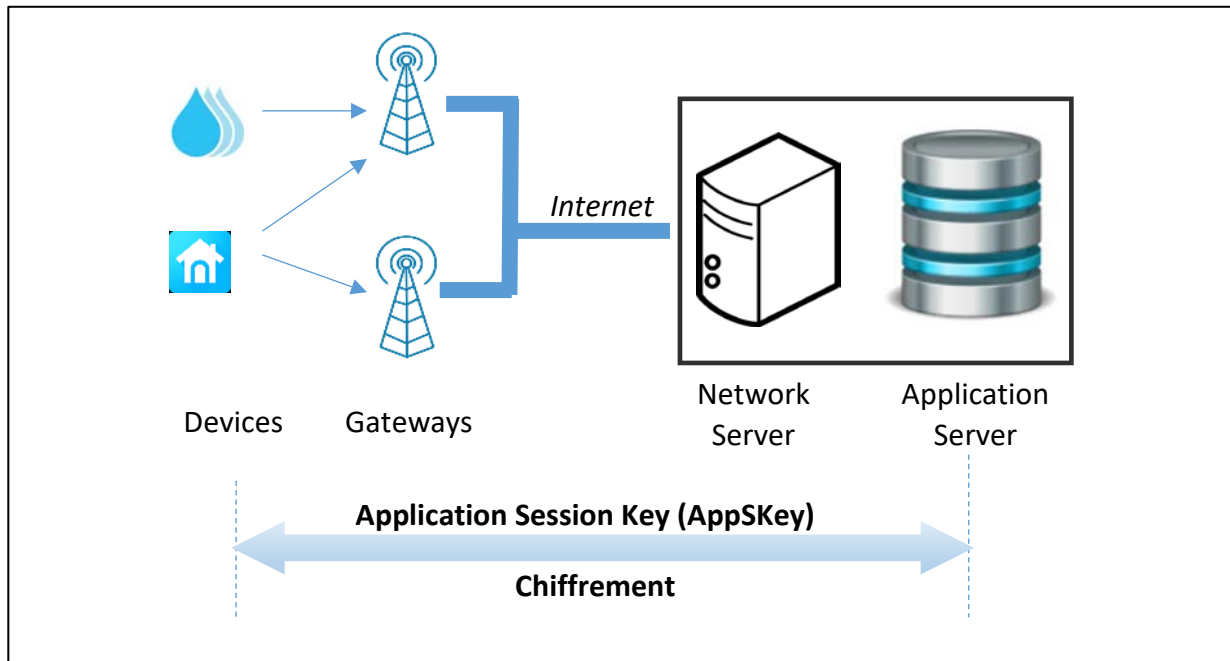 Internet
Devices
Gateways
Network
Server
Application
Server
Application Session Key (AppSKey)
Chiffrement